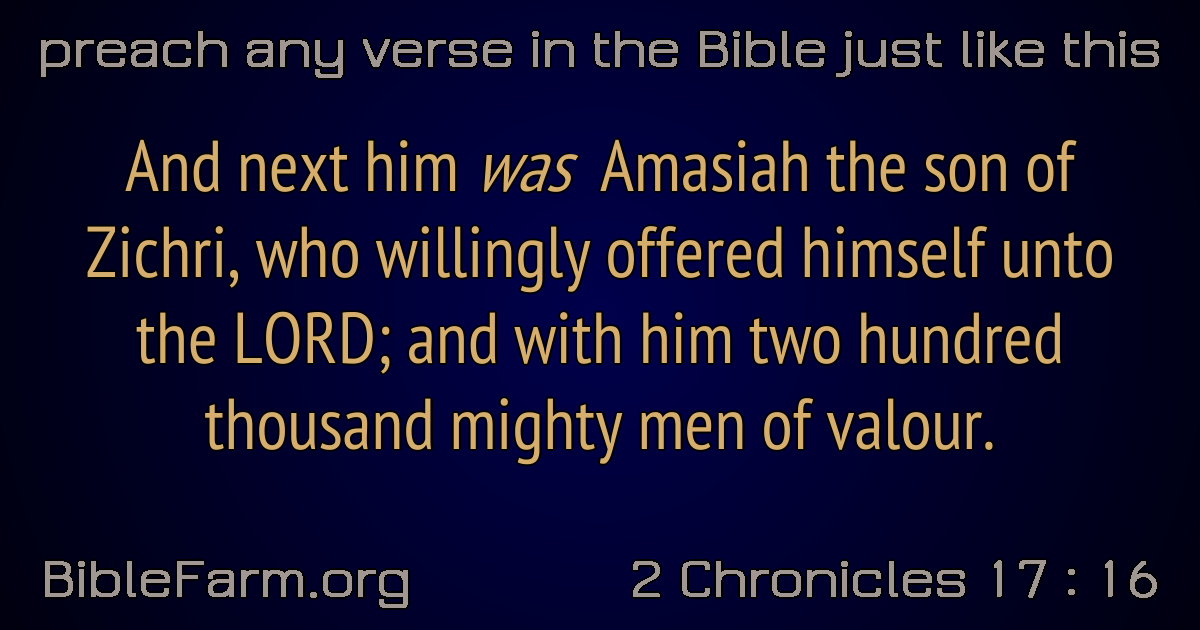 preach any verse in the Bible just like this
And next him was Amasiah the son of
Zichri, who willingly offered himself unto
the LORD; and with him two hundred
thousand mighty men of valour.
BibleFarm.org
2 Chronicles 17 : 16